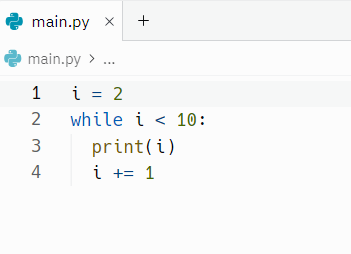 main.py × +
main.py > ...
1 i = 2
2 while i < 10:
3   print(i)
4   i += 1